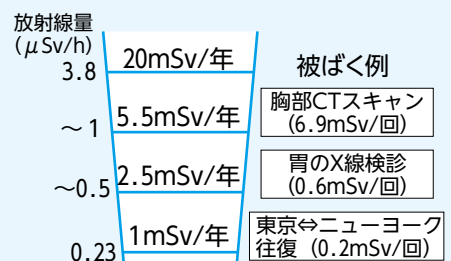 放射線量
(μSv/h)
3.8
20mSv/年
被ばく例
～1
5.5mSv/年
胸部CTスキャン
(6.9mSv/回)
～0.5
2.5mSv/年
胃のX線検診
(0.6mSv/回)
0.23
1mSv/年
東京⇔ニューヨーク
往復（0.2mSv/回）